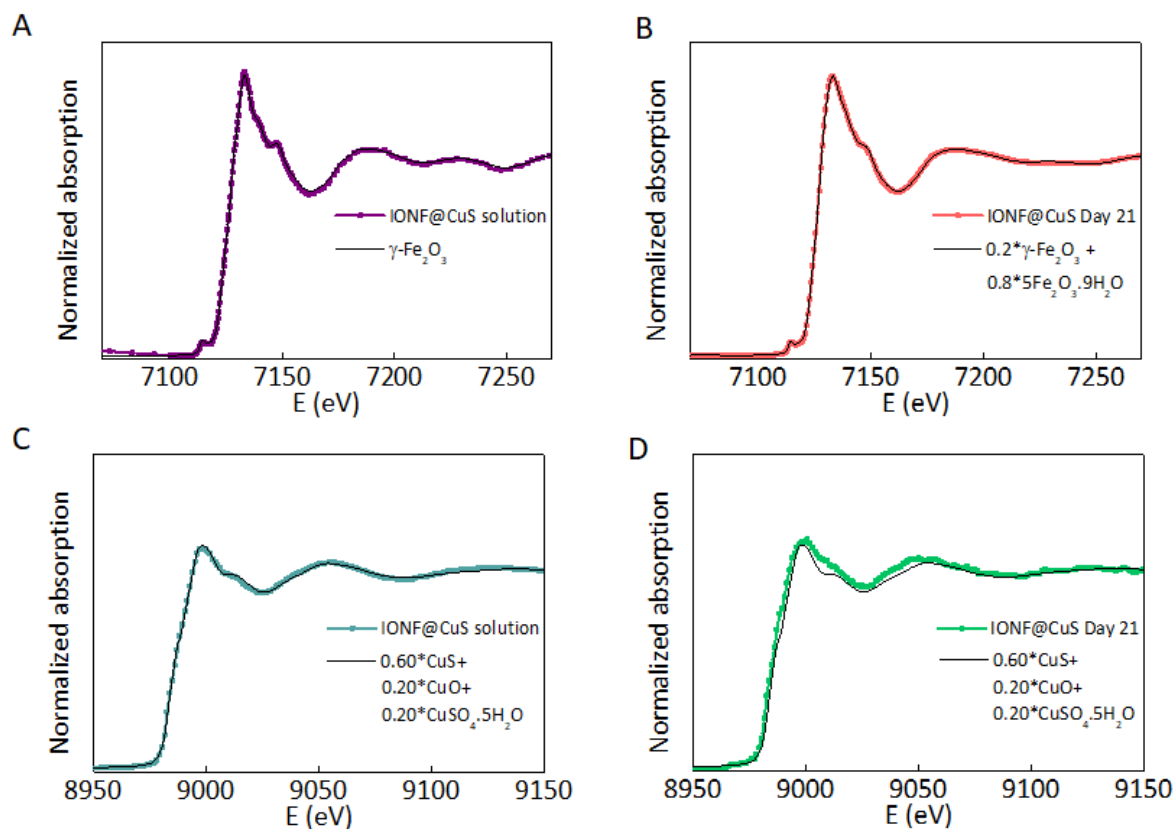 A
Normalized absorption
IONF@CuS solution
γ-Fe₂O₃
7100 7150 7200 7250
E (eV)
B
Normalized absorption
IONF@CuS Day 21
0.2*γ-Fe₂O₃ +
0.8*5Fe₂O₃.9H₂O
7100 7150 7200 7250
E (eV)
C
Normalized absorption
IONF@CuS solution
0.60*CuS+
0.20*CuO+
0.20*CuSO₄.5H₂O
8950 9000 9050 9100 9150
E (eV)
D
Normalized absorption
IONF@CuS Day 21
0.60*CuS+
0.20*CuO+
0.20*CuSO₄.5H₂O
8950 9000 9050 9100 9150
E (eV)